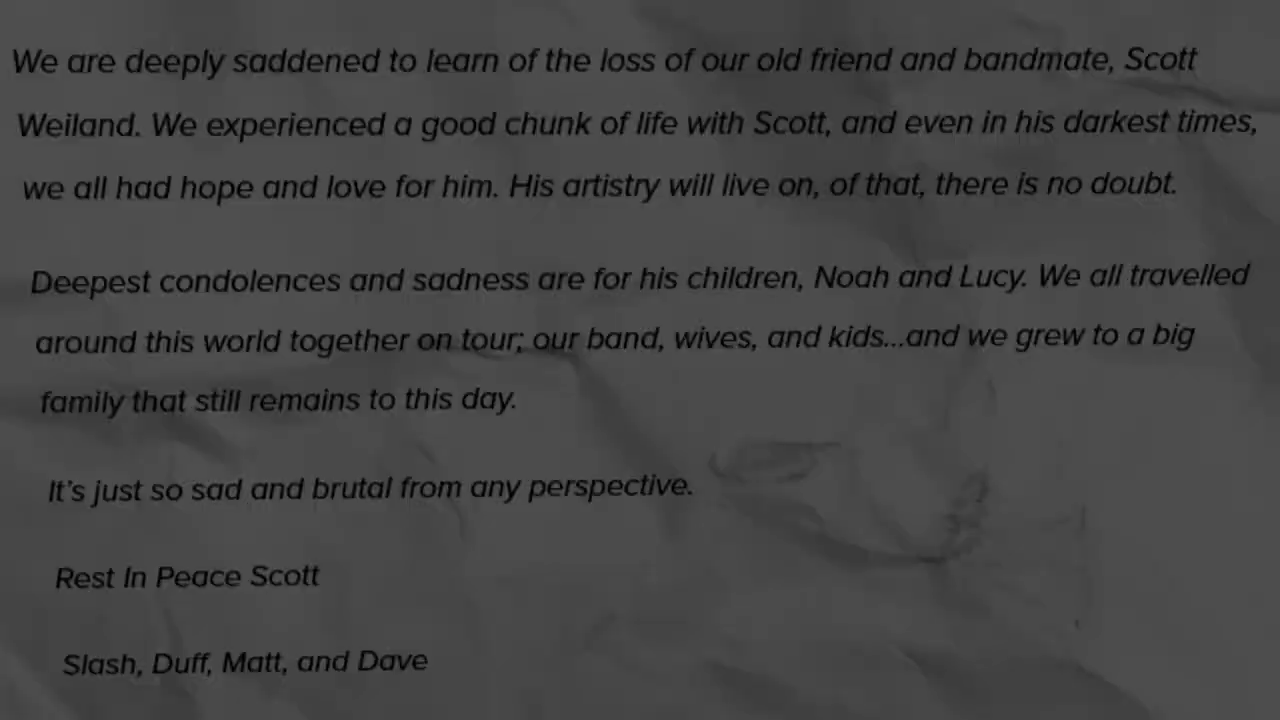 We are deeply saddened to learn of the loss of our old friend and bandmate, Scott
Weiland. We experienced a good chunk of life with Scott, and even in his darkest times,
we all had hope and love for him. His artistry will live on, of that, there is no doubt.
Deepest condolences and sadness are for his children, Noah and Lucy. We all travelled
around this world together on tour; our band, wives, and kids...and we grew to a big
family that still remains to this day.
It's just so sad and brutal from any perspective.
Rest In Peace Scott
Slash, Duff, Matt, and Dave